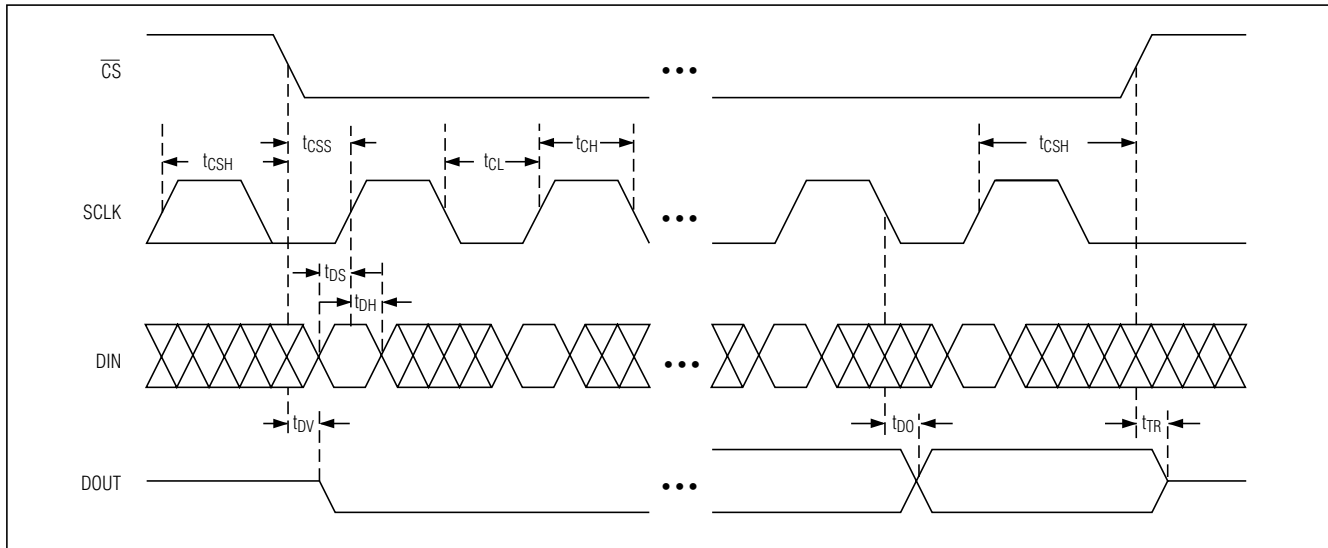 CS
tCSH
tCSS
tCL
tCH
tCSH
SCLK
tDS
tDH
DIN
tDV
tDO
tTR
DOUT